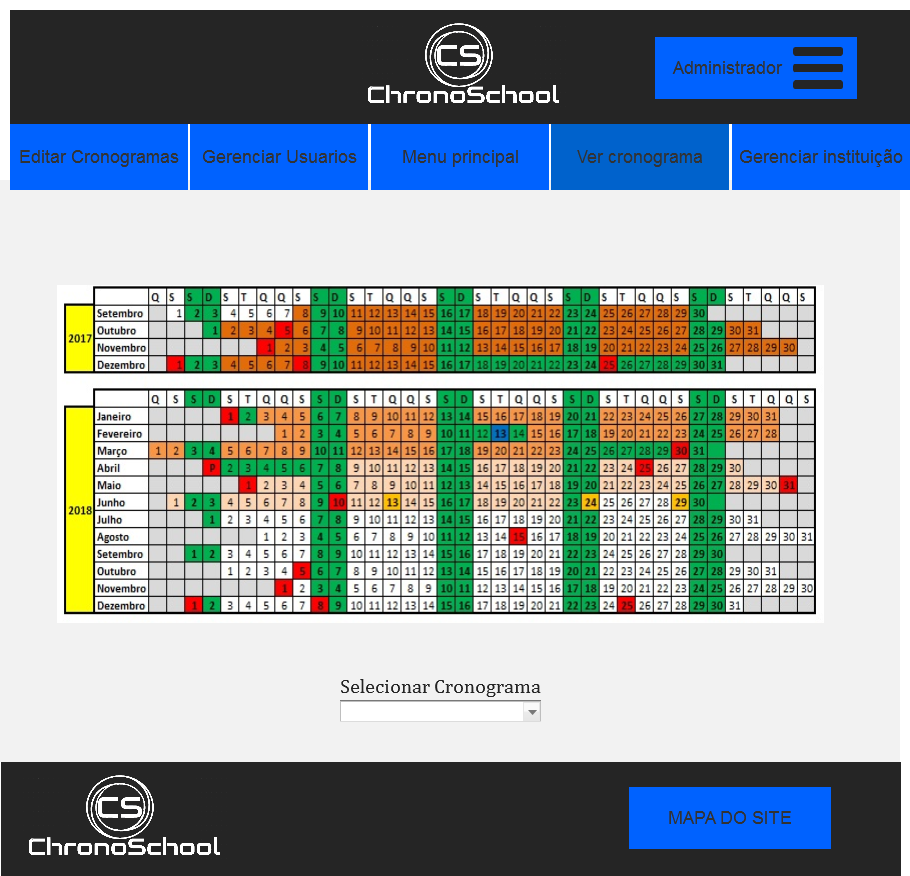 CS
ChronoSchool
Administrador
Editar Cronogramas
Gerenciar Usuarios
Menu principal
Ver cronograma
Gerenciar instituição
Q S S D S T Q Q S S D S T Q Q S S D S T Q Q S S D S T Q Q S S D S T Q Q S
2017
Setembro 1 2 3 4 5 6 7 8 9 10 11 12 13 14 15 16 17 18 19 20 21 22 23 24 25 26 27 28 29 30
Outubro 1 2 3 4 5 6 7 8 9 10 11 12 13 14 15 16 17 18 19 20 21 22 23 24 25 26 27 28 29 30 31
Novembro 1 2 3 4 5 6 7 8 9 10 11 12 13 14 15 16 17 18 19 20 21 22 23 24 25 26 27 28 29 30
Dezembro 1 2 3 4 5 6 7 8 9 10 11 12 13 14 15 16 17 18 19 20 21 22 23 24 25 26 27 28 29 30 31
Q S S D S T Q Q S S D S T Q Q S S D S T Q Q S S D S T Q Q S S D S T Q Q S
2018
Janeiro 1 2 3 4 5 6 7 8 9 10 11 12 13 14 15 16 17 18 19 20 21 22 23 24 25 26 27 28 29 30 31
Fevereiro 1 2 3 4 5 6 7 8 9 10 11 12 13 14 15 16 17 18 19 20 21 22 23 24 25 26 27 28
Março 1 2 3 4 5 6 7 8 9 10 11 12 13 14 15 16 17 18 19 20 21 22 23 24 25 26 27 28 29 30 31
Abril P 2 3 4 5 6 7 8 9 10 11 12 13 14 15 16 17 18 19 20 21 22 23 24 25 26 27 28 29 30
Maio 1 2 3 4 5 6 7 8 9 10 11 12 13 14 15 16 17 18 19 20 21 22 23 24 25 26 27 28 29 30 31
Junho 1 2 3 4 5 6 7 8 9 10 11 12 13 14 15 16 17 18 19 20 21 22 23 24 25 26 27 28 29 30
Julho 1 2 3 4 5 6 7 8 9 10 11 12 13 14 15 16 17 18 19 20 21 22 23 24 25 26 27 28 29 30 31
Agosto 1 2 3 4 5 6 7 8 9 10 11 12 13 14 15 16 17 18 19 20 21 22 23 24 25 26 27 28 29 30 31
Setembro 1 2 3 4 5 6 7 8 9 10 11 12 13 14 15 16 17 18 19 20 21 22 23 24 25 26 27 28 29 30
Outubro 1 2 3 4 5 6 7 8 9 10 11 12 13 14 15 16 17 18 19 20 21 22 23 24 25 26 27 28 29 30 31
Novembro 1 2 3 4 5 6 7 8 9 10 11 12 13 14 15 16 17 18 19 20 21 22 23 24 25 26 27 28 29 30
Dezembro 1 2 3 4 5 6 7 8 9 10 11 12 13 14 15 16 17 18 19 20 21 22 23 24 25 26 27 28 29 30 31
Selecionar Cronograma
CS
ChronoSchool
MAPA DO SITE